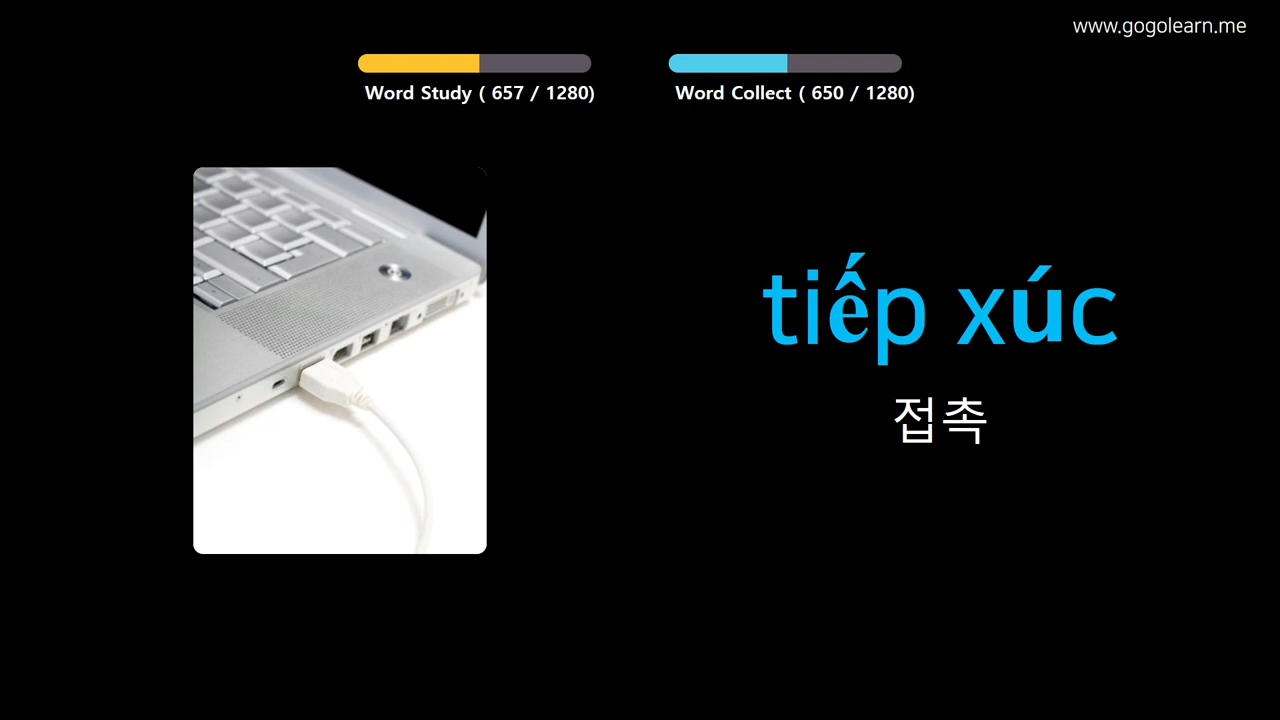 www.gogolearn.me
Word Study ( 657 / 1280)
Word Collect ( 650 / 1280)
tiếp xúc
접촉